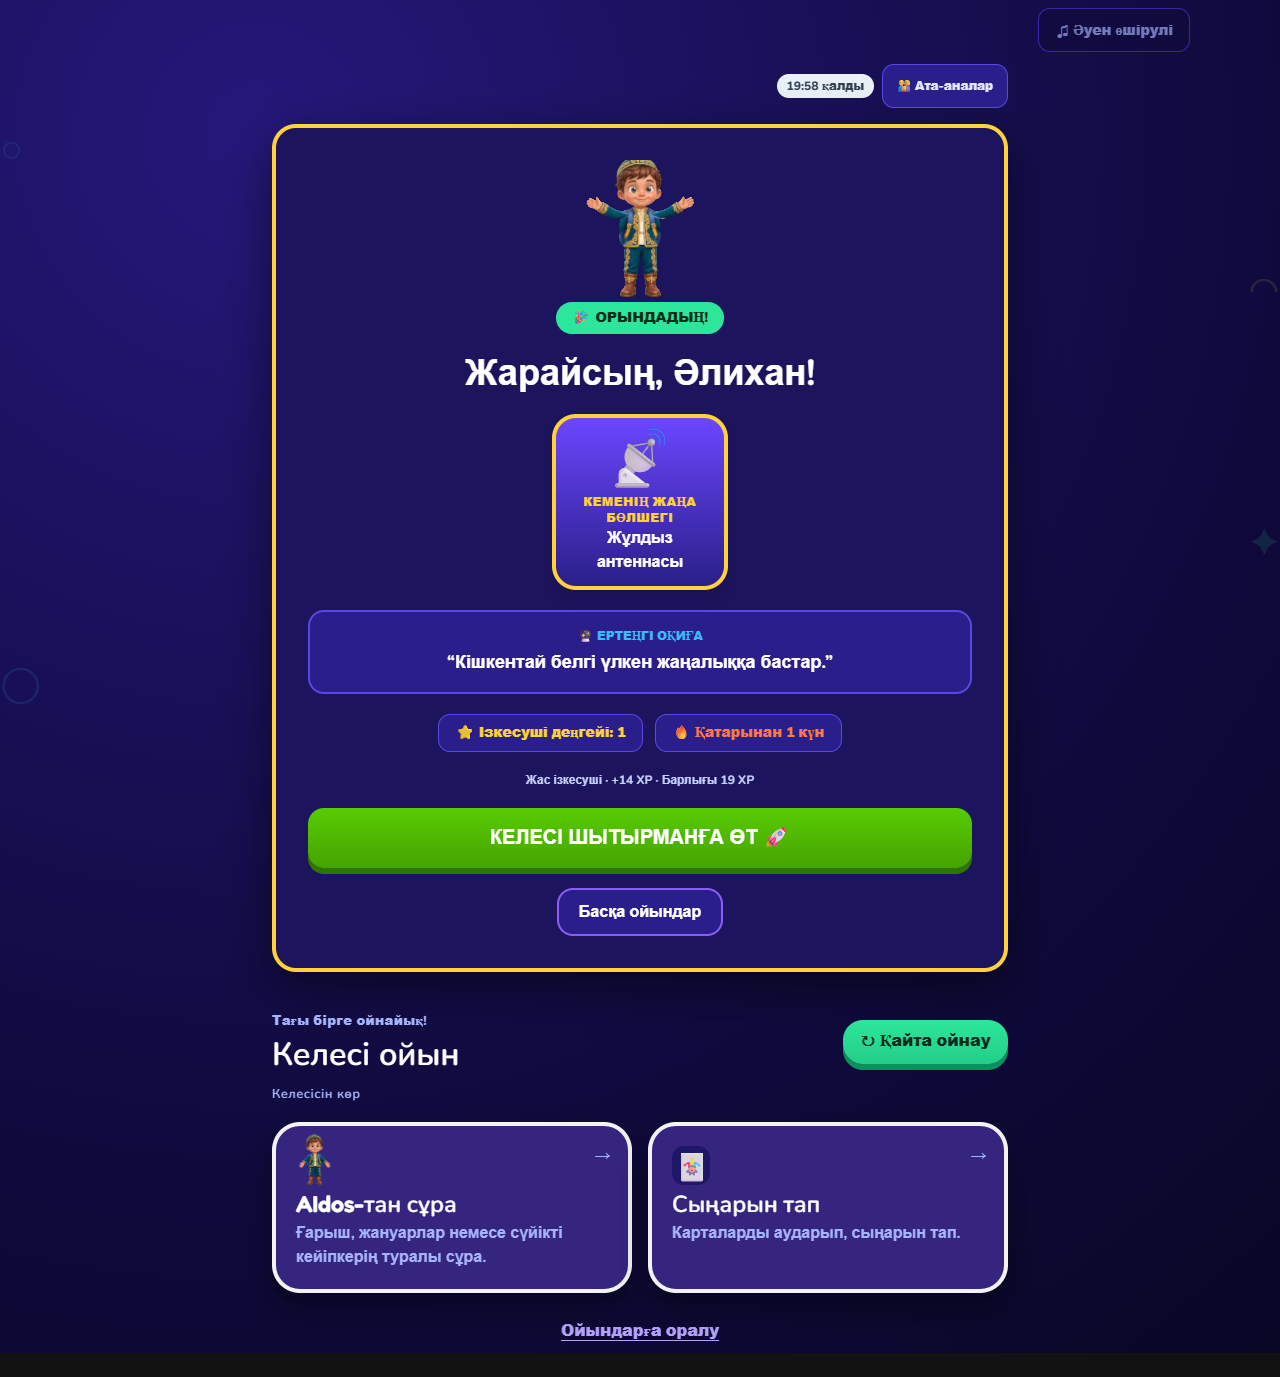 ♫ Әуен өшірулі
19:58 қалды
Ата-аналар
ОРЫНДАДЫҢ!
Жарайсың, Әлихан!
КЕМЕНІҢ ЖАҢА
БӨЛШЕГІ
Жұлдыз
антеннасы
ЕРТЕҢГІ ОҚИҒА
“Кішкентай белгі үлкен жаңалыққа бастар.”
Ізкесуші деңгейі: 1
Қатарынан 1 күн
Жас ізкесуші · +14 XP · Барлығы 19 XP
КЕЛЕСІ ШЫТЫРМАНҒА ӨТ 🚀
Басқа ойындар
Тағы бірге ойнайық!
Келесі ойын
↻ Қайта ойнау
Келесісін көр
→
Aldos-тан сұра
Ғарыш, жануарлар немесе сүйікті
кейіпкерің туралы сұра.
→
Сыңарын тап
Карталарды аударып, сыңарын тап.
Ойындарға оралу